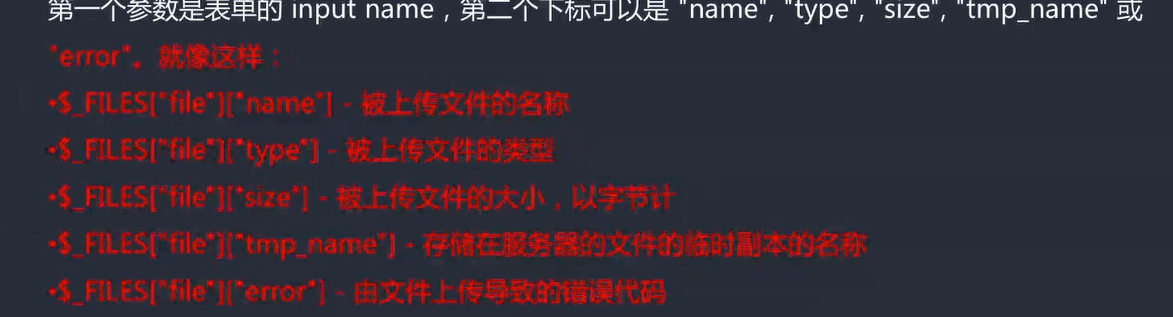 第一个参数是表单的 input name，第二个下标可以是 "name", "type", "size", "tmp_name" 或
"error"。就像这样：
•$_FILES["file"]["name"] - 被上传文件的名称
•$_FILES["file"]["type"] - 被上传文件的类型
•$_FILES["file"]["size"] - 被上传文件的大小，以字节计
•$_FILES["file"]["tmp_name"] - 存储在服务器的文件的临时副本的名称
•$_FILES["file"]["error"] - 由文件上传导致的错误代码